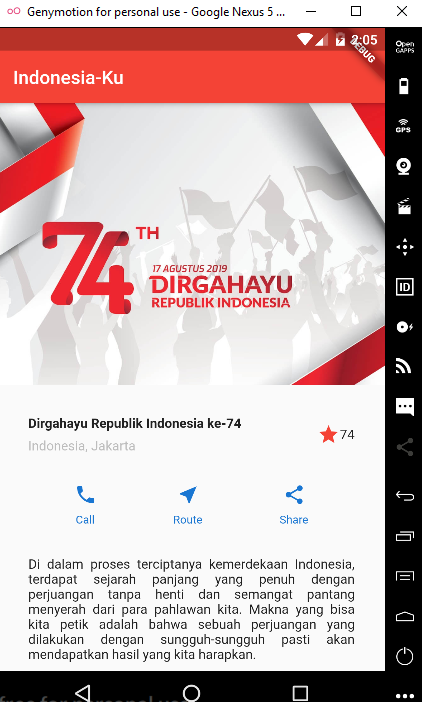 Genymotion for personal use - Google Nexus 5 ...
2:05
DEBUG
Open
GAPPS
Indonesia-Ku
GPS
74TH
17 AGUSTUS 2019
DIRGAHAYU
REPUBLIK INDONESIA
ID
Dirgahayu Republik Indonesia ke-74
Indonesia, Jakarta
74
Call
Route
Share
Di dalam proses terciptanya kemerdekaan Indonesia,
terdapat sejarah panjang yang penuh dengan
perjuangan tanpa henti dan semangat pantang
menyerah dari para pahlawan kita. Makna yang bisa
kita petik adalah bahwa sebuah perjuangan yang
dilakukan dengan sungguh-sungguh pasti akan
mendapatkan hasil yang kita harapkan.
free for personal use